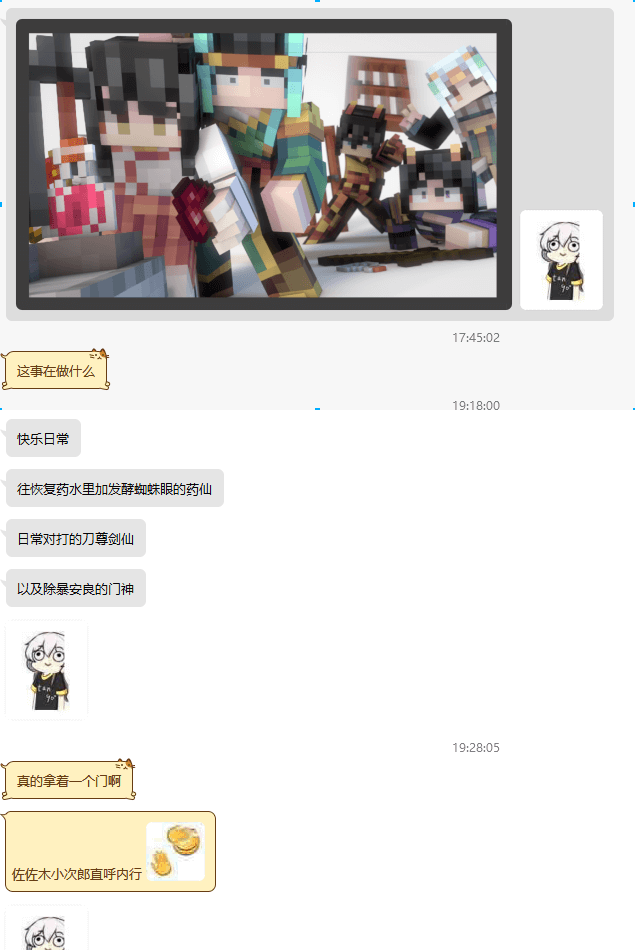 17:45:02
这事在做什么
19:18:00
快乐日常
往恢复药水里加发酵蜘蛛眼的药仙
日常对打的刀尊剑仙
以及除暴安良的门神
19:28:05
真的拿着一个门啊
佐佐木小次郎直呼内行